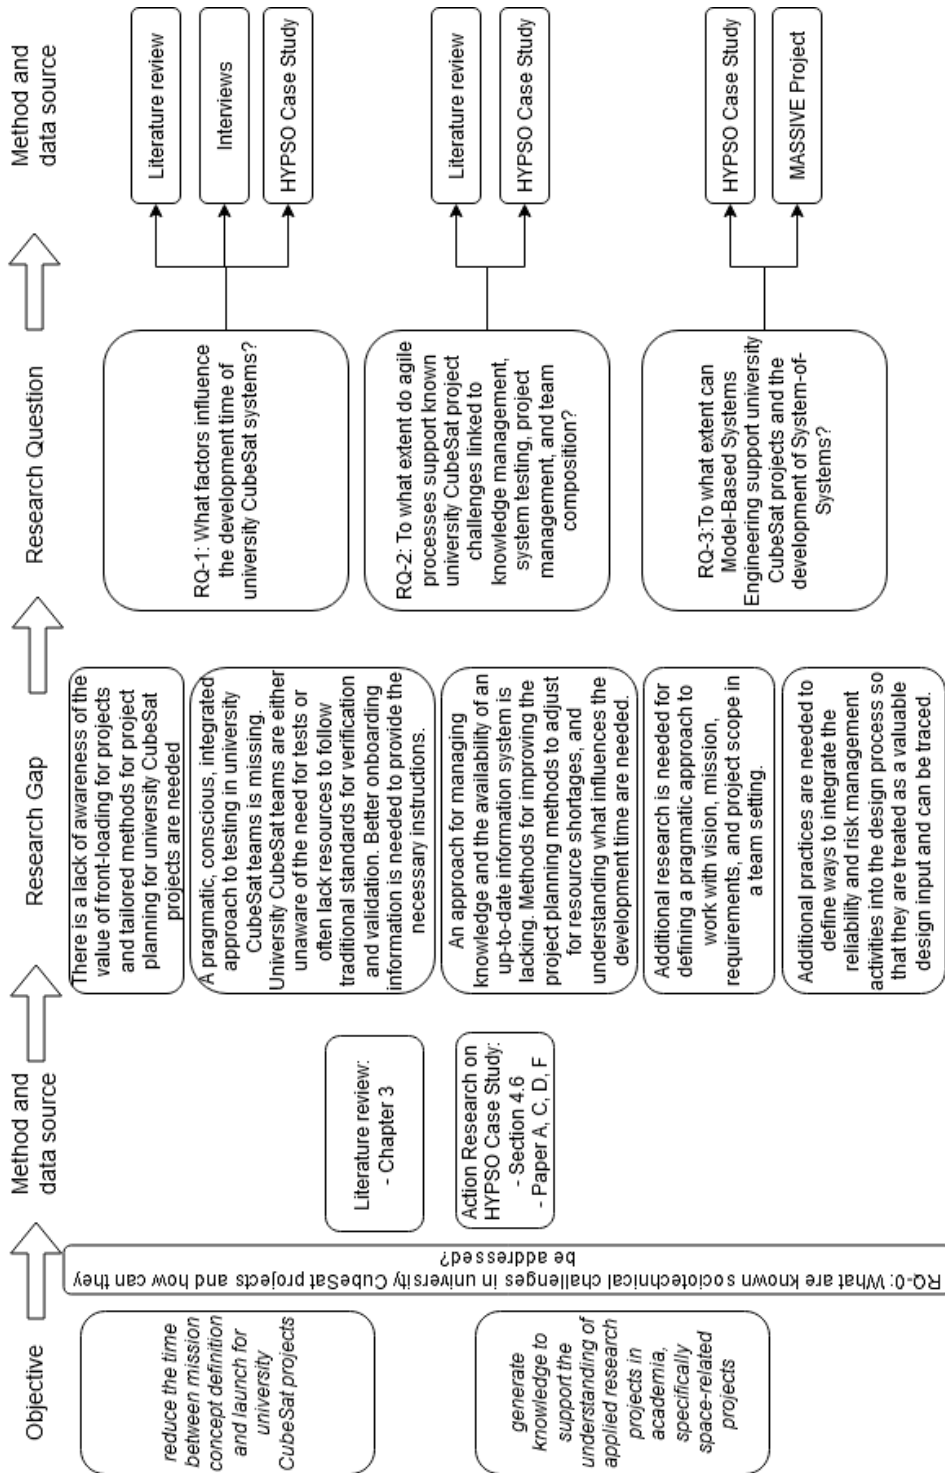 Objective
Method and
data source
Research Gap
Research Question
Method and
data source
reduce the time
between mission
concept definition
and launch for
university
CubeSat projects
generate
knowledge to
support the
understanding of
applied research
projects in
academia,
specifically
space-related
projects
RQ-0: What are known sociotechnical challenges in university CubeSat projects and how can they
be addressed?
Literature review:
- Chapter 3
Action Research on
HYPSO Case Study:
- Section 4.6
- Paper A, C, D, F
There is a lack of awareness of the
value of front-loading for projects
and tailored methods for project
planning for university CubeSat
projects are needed
A pragmatic, conscious, integrated
approach to testing in university
CubeSat teams is missing.
University CubeSat teams are either
unaware of the need for tests or
often lack resources to follow
traditional standards for verification
and validation. Better onboarding
information is needed to provide the
necessary instructions.
An approach for managing
knowledge and the availability of an
up-to-date information system is
lacking. Methods for improving the
project planning methods to adjust
for resource shortages, and
understanding what influences the
development time are needed.
Additional research is needed for
defining a pragmatic approach to
work with vision, mission,
requirements, and project scope in
a team setting.
Additional practices are needed to
define ways to integrate the
reliability and risk management
activities into the design process so
that they are treated as a valuable
design input and can be traced.
RQ-1: What factors influence
the development time of
university CubeSat systems?
RQ-2: To what extent do agile
processes support known
university CubeSat project
challenges linked to
knowledge management,
system testing, project
management, and team
composition?
RQ-3:To what extent can
Model-Based Systems
Engineering support university
CubeSat projects and the
development of System-of-
Systems?
Literature review
Interviews
HYPSO Case Study
Literature review
HYPSO Case Study
HYPSO Case Study
MASSIVE Project